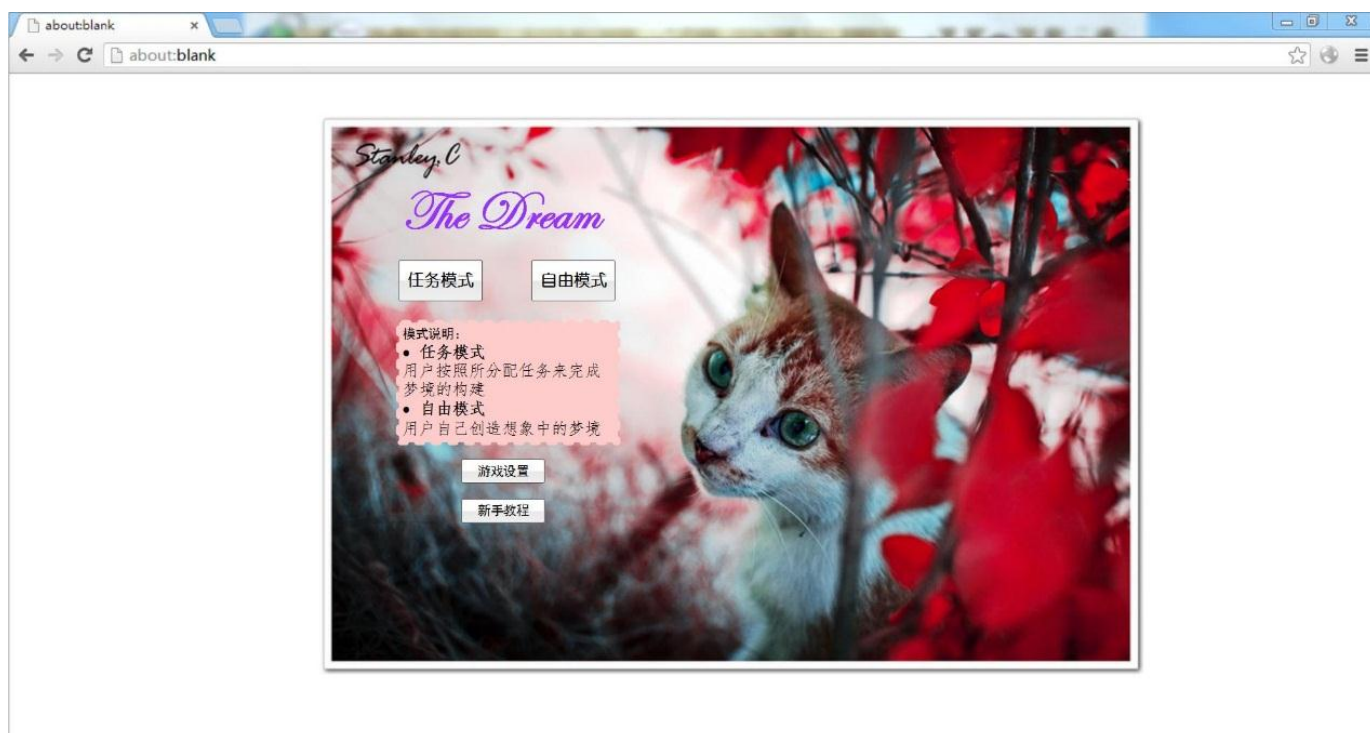 about:blank
about:blank
Stanley.C
The Dream
任务模式 自由模式
模式说明：
• 任务模式
用户按照所分配任务来完成
梦境的构建
• 自由模式
用户自己创造想象中的梦境
游戏设置
新手教程